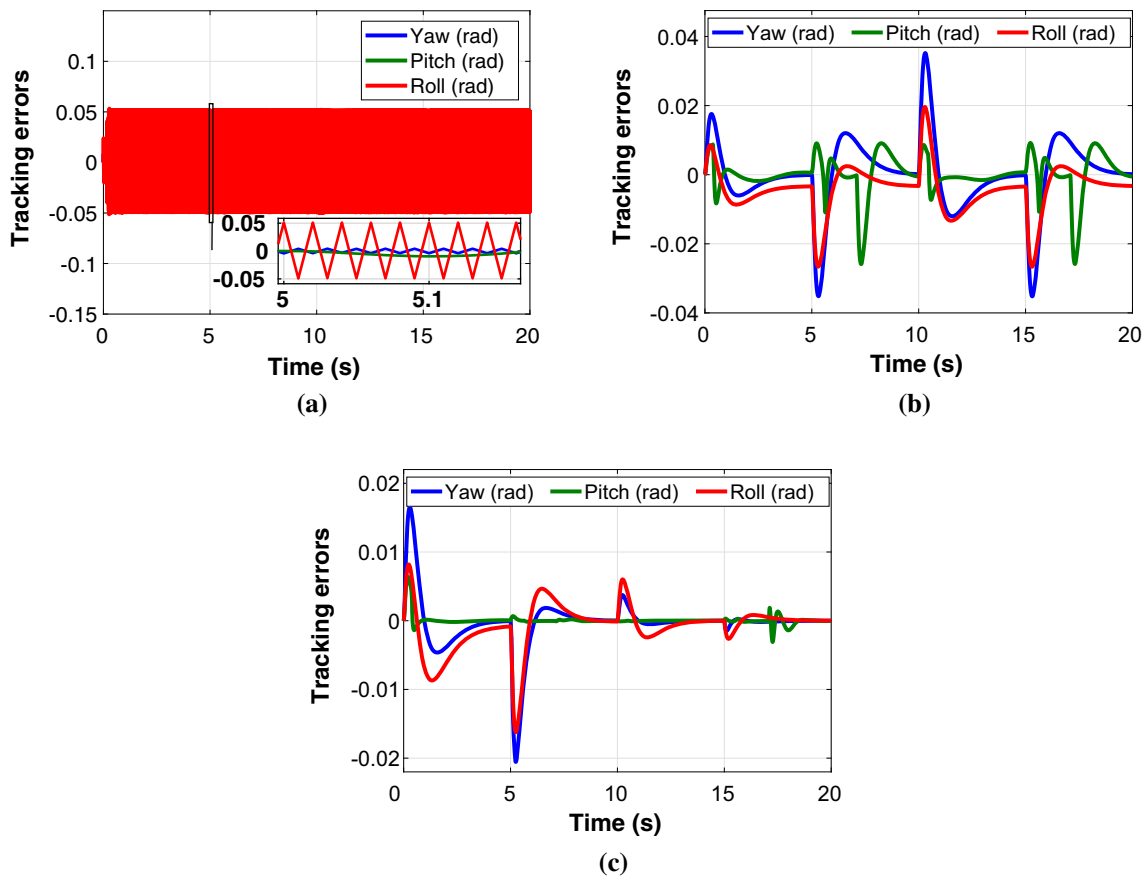 Yaw (rad)
Pitch (rad)
Roll (rad)
Tracking errors
0.1
0.05
0
-0.05
-0.1
-0.15
0.05
0
-0.05
5
5.1
0
5
10
15
20
Time (s)
(a)
Yaw (rad)
Pitch (rad)
Roll (rad)
Tracking errors
0.04
0.02
0
-0.02
-0.04
0
5
10
15
20
Time (s)
(b)
Yaw (rad)
Pitch (rad)
Roll (rad)
Tracking errors
0.02
0.01
0
-0.01
-0.02
0
5
10
15
20
Time (s)
(c)